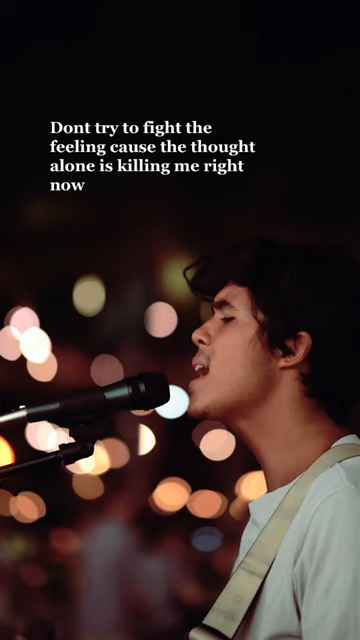 Dont try to fight the
feeling cause the thought
alone is killing me right
now